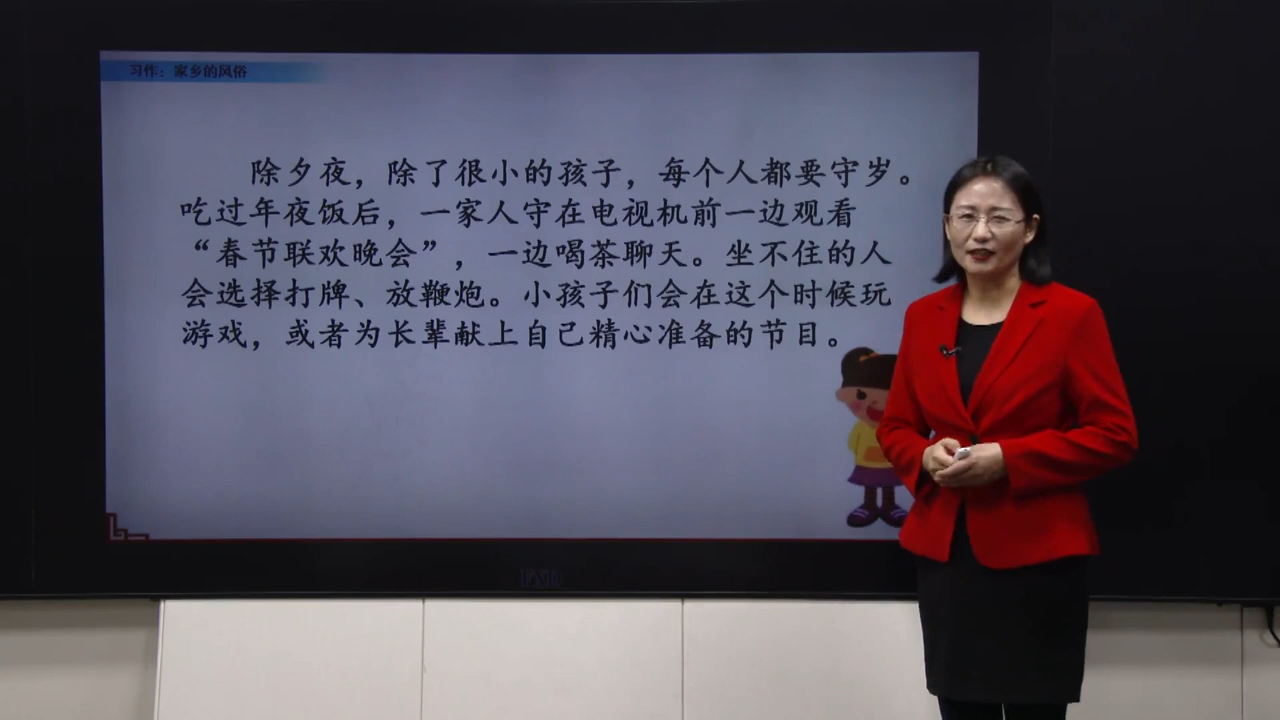 习作：家乡的风俗
除夕夜，除了很小的孩子，每个人都要守岁。
吃过年夜饭后，一家人守在电视机前一边观看
“春节联欢晚会”，一边喝茶聊天。坐不住的人
会选择打牌、放鞭炮。小孩子们会在这个时候玩
游戏，或者为长辈献上自己精心准备的节目。